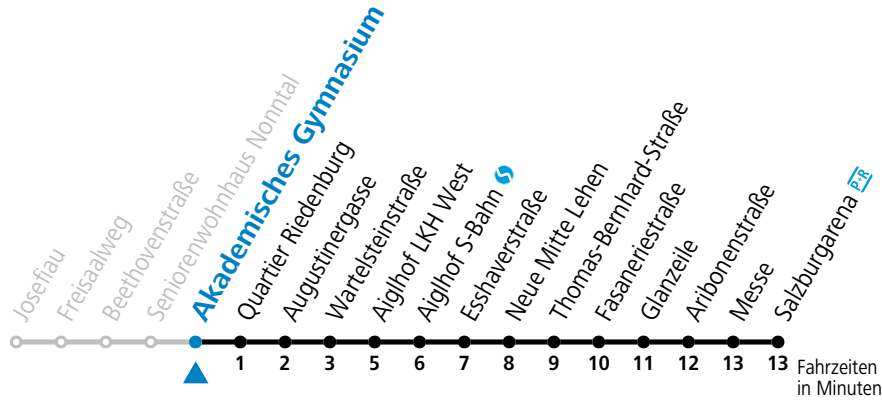 Josefiau
Freisaalweg
Beethovenstraße
Seniorenwohnhaus Nonntal
Akademisches Gymnasium
Quartier Riedenburg
Augustinergasse
Wartelsteinstraße
Aiglhof LKH West
Aiglhof S-Bahn
Esshaverstraße
Neue Mitte Lehen
Thomas-Bernhard-Straße
Fasaneriestraße
Glanzeile
Aribonenstraße
Messe
Salzburgarena P+R
1 2 3 5 6 7 8 9 10 11 12 13 13 Fahrzeiten
in Minuten